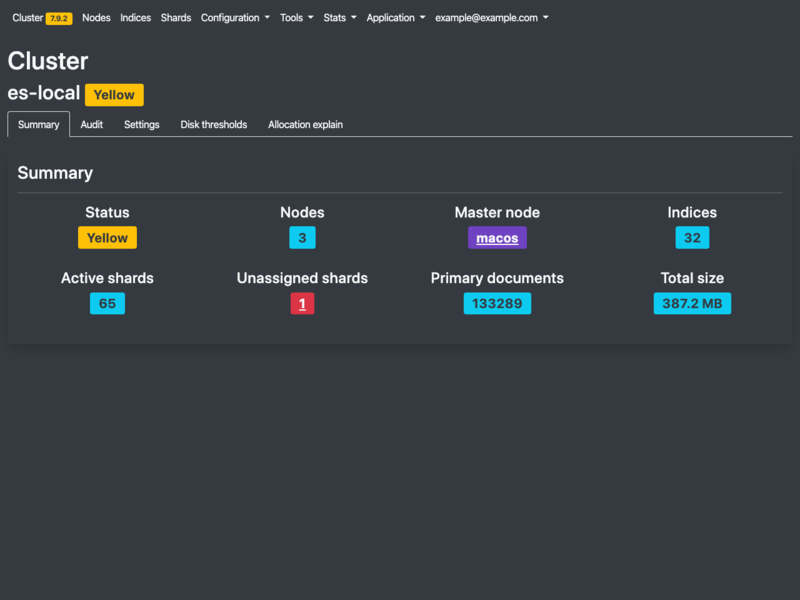 Cluster 7.9.2 Nodes Indices Shards Configuration Tools Stats Application example@example.com
Cluster
es-local Yellow
Summary Audit Settings Disk thresholds Allocation explain
Summary
Status Nodes Master node Indices
Yellow 3 macos 32
Active shards Unassigned shards Primary documents Total size
65 1 133289 387.2 MB